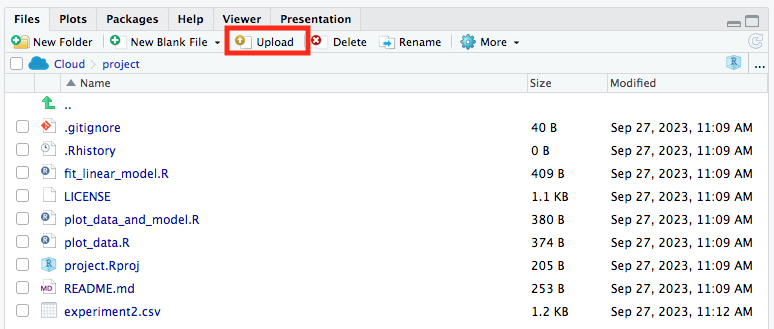 Files Plots Packages Help Viewer Presentation
New Folder New Blank File Upload Delete Rename More
Cloud project R ...
Name Size Modified
..
.gitignore 40 B Sep 27, 2023, 11:09 AM
.Rhistory 0 B Sep 27, 2023, 11:09 AM
R fit_linear_model.R 409 B Sep 27, 2023, 11:09 AM
LICENSE 1.1 KB Sep 27, 2023, 11:09 AM
R plot_data_and_model.R 380 B Sep 27, 2023, 11:09 AM
R plot_data.R 374 B Sep 27, 2023, 11:09 AM
R project.Rproj 205 B Sep 27, 2023, 11:09 AM
MD README.md 253 B Sep 27, 2023, 11:09 AM
experiment2.csv 1.2 KB Sep 27, 2023, 11:12 AM